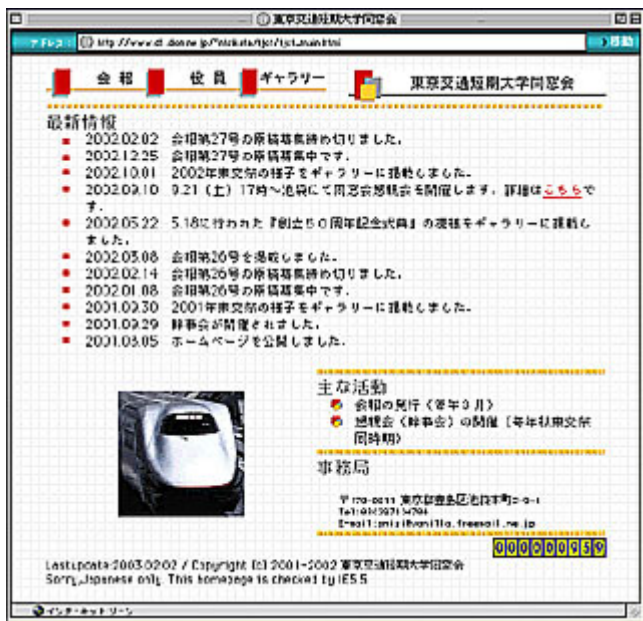 東京交通短期大学同窓会
アドレス： http://www.d1.dion.ne.jp/
移動
会報 役員 ギャラリー 東京交通短期大学同窓会
最新情報
2002.02.02 会報第27号の原稿募集締め切りました。
2002.12.25 会報第27号の原稿募集中です。
2002.10.01 2002年東交祭の様子をギャラリーに掲載しました。
2002.09.10 9.21（土）17時～池袋にて同窓会懇親会を開催します。詳細はこちらで
す。
2002.05.22 5.18に行われた『創立50周年記念式典』の模様をギャラリーに掲載し
ました。
2002.03.08 会報第26号を掲載しました。
2002.02.14 会報第26号の原稿募集締め切りました。
2002.01.08 会報第26号の原稿募集中です。
2001.09.30 2001年東交祭の様子をギャラリーに掲載しました。
2001.09.29 幹事会が開催されました。
2001.03.05 ホームページを公開しました。
主な活動
会報の発行（毎年3月）
懇親会（幹事会）の開催（毎年秋東交祭
同時期）
事務局
東京都豊島区池袋本町
000000959
Last update:2003.02.02 / Copyright (c) 2001-2002 東京交通短期大学同窓会
Sorry,Japanese only. This homepage is checked by IE5.5
インターネットゾーン